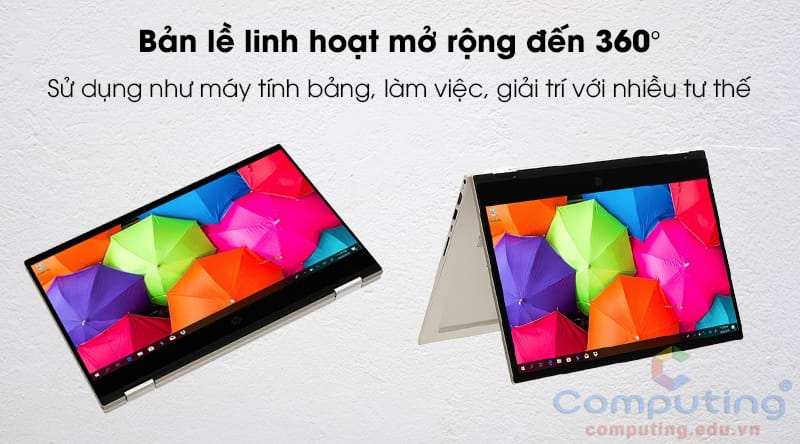 Bản lề linh hoạt mở rộng đến 360°
Sử dụng như máy tính bảng, làm việc, giải trí với nhiều tư thế
Computing®
computing.edu.vn